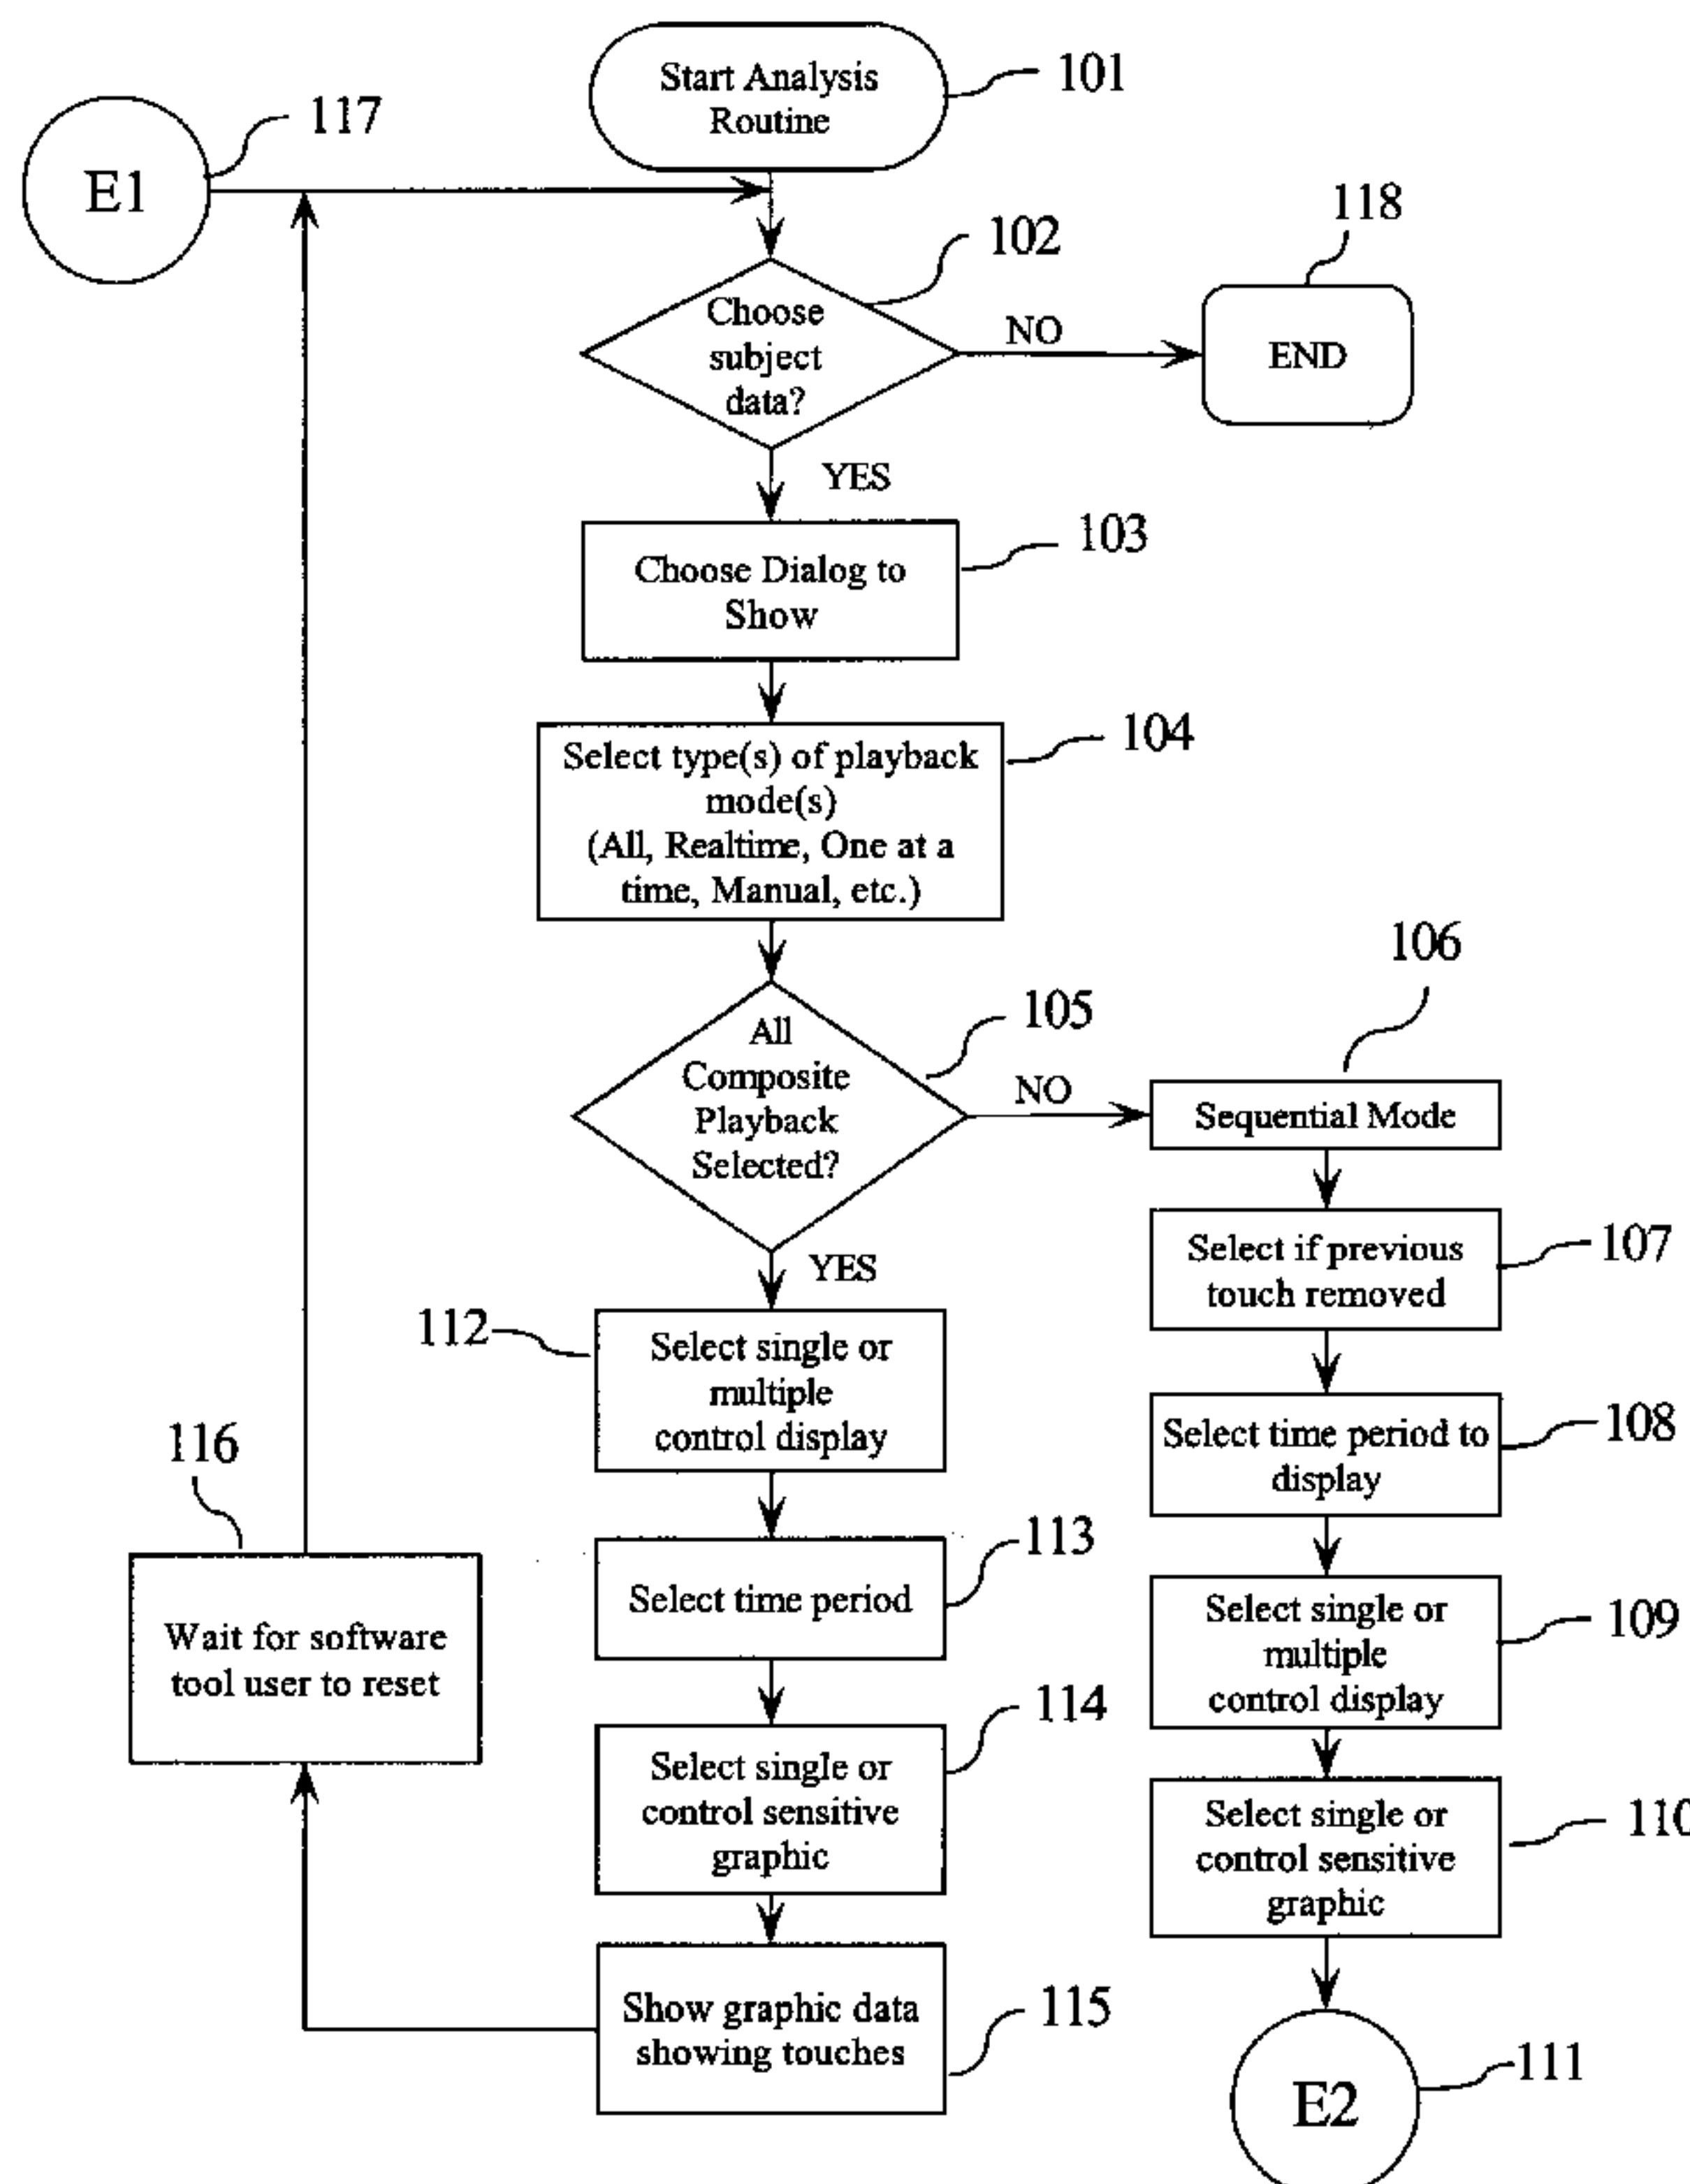 Start Analysis
Routine
101
E1
117
Choose
subject
data?
102
NO
END
118
YES
Choose Dialog to
Show
103
Select type(s) of playback
mode(s)
(All, Realtime, One at a
time, Manual, etc.)
104
All
Composite
Playback
Selected?
105
NO
106
Sequential Mode
Select if previous
touch removed
107
Select time period to
display
108
Select single or
multiple
control display
109
Select single or
control sensitive
graphic
110
E2
111
YES
112
Select single or
multiple
control display
Select time period
113
Select single or
control sensitive
graphic
114
Show graphic data
showing touches
115
116
Wait for software
tool user to reset